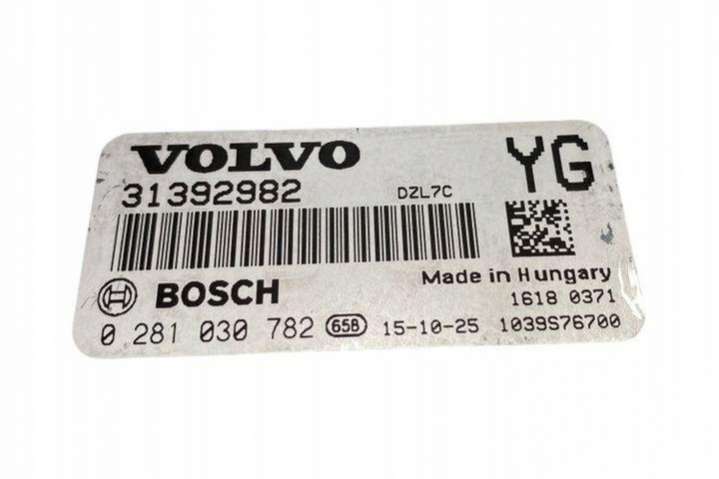 VOLVO
YG
31392982
DZL7C
Made in Hungary
BOSCH
1618 0371
0 281 030 782 658 15-10-25 1039S76700